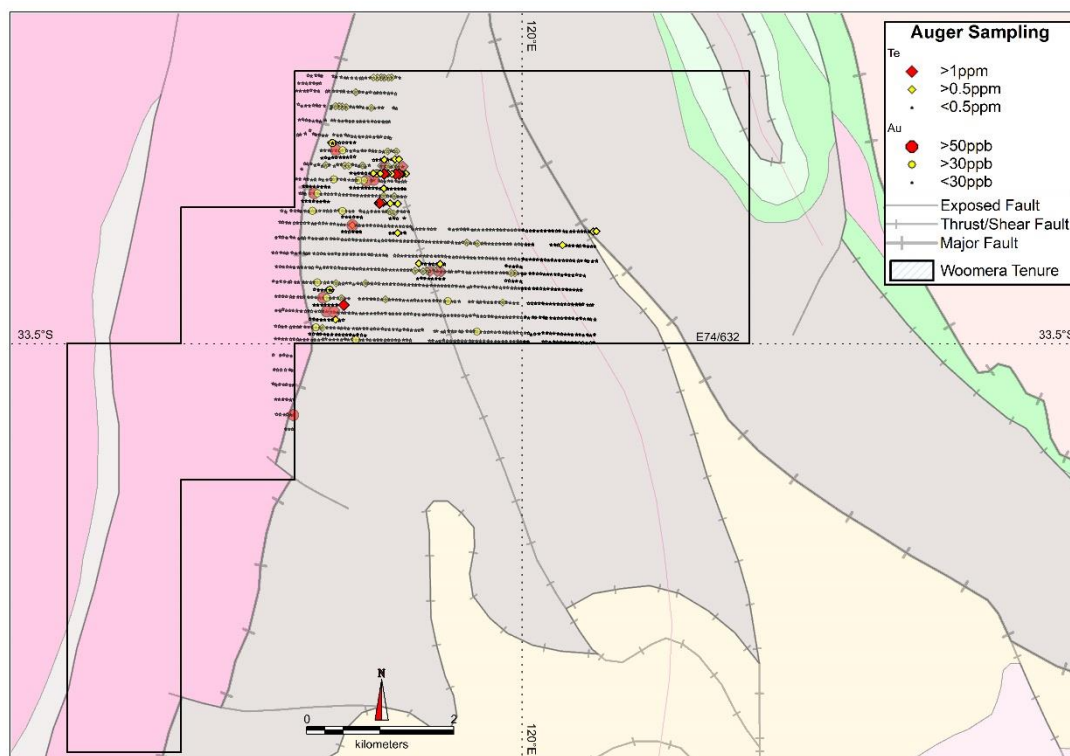 120°E
Auger Sampling
Te
>1ppm
>0.5ppm
<0.5ppm
Au
>50ppb
>30ppb
<30ppb
Exposed Fault
Thrust/Shear Fault
Major Fault
Woomera Tenure
33.5°S
E74/632
33.5°S
N
0
2
kilometers
120°E